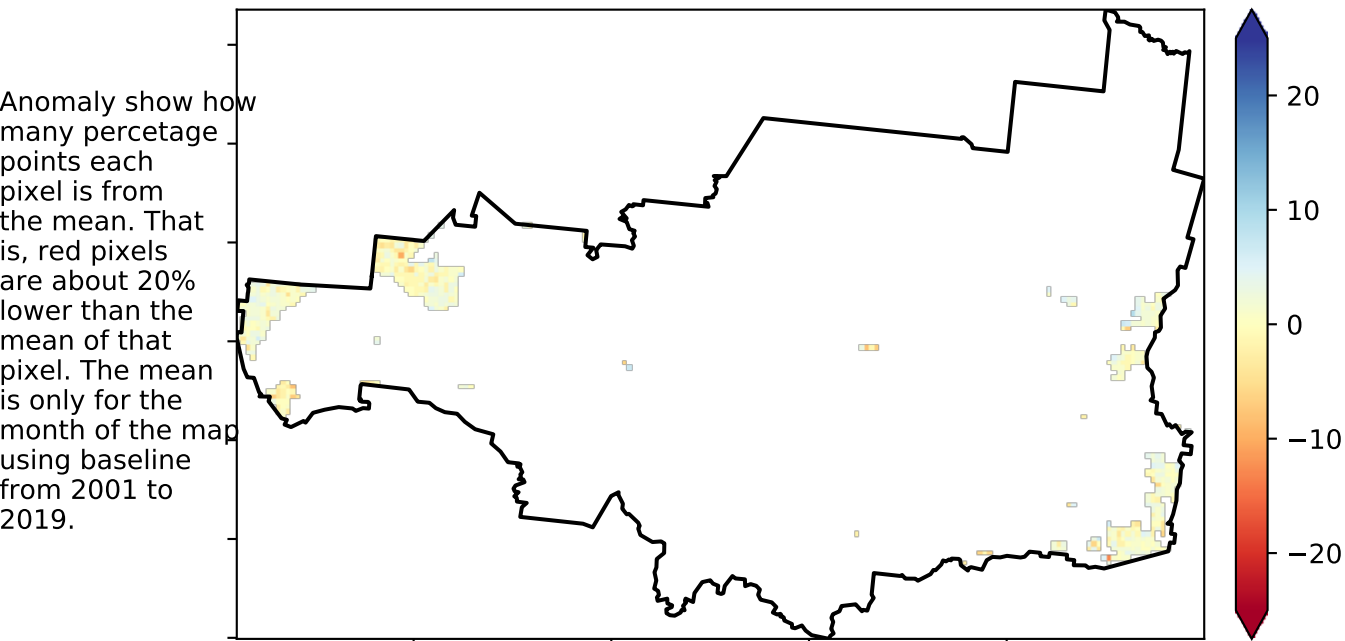 Anomaly show how
many percetage
points each
pixel is from
the mean. That
is, red pixels
are about 20%
lower than the
mean of that
pixel. The mean
is only for the
month of the map
using baseline
from 2001 to
2019.
20
10
0
−10
−20